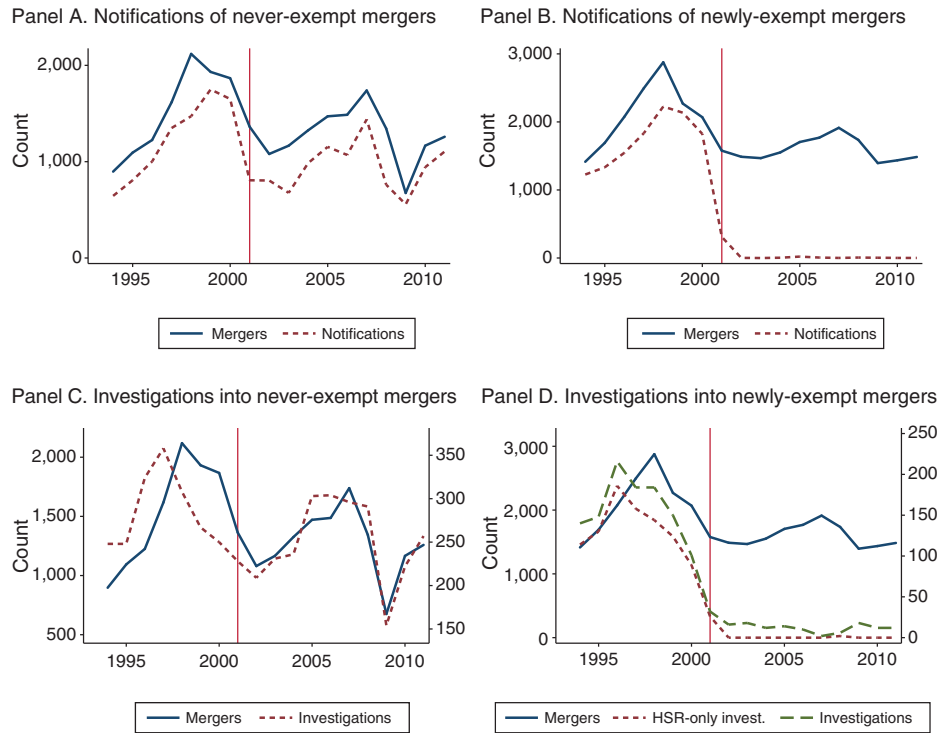 Panel A. Notifications of never-exempt mergers
2,000
1,000
0
Count
1995 2000 2005 2010
Mergers Notifications
Panel B. Notifications of newly-exempt mergers
3,000
2,000
1,000
0
Count
1995 2000 2005 2010
Mergers Notifications
Panel C. Investigations into never-exempt mergers
2,000
1,500
1,000
500
Count
350
300
250
200
150
1995 2000 2005 2010
Mergers Investigations
Panel D. Investigations into newly-exempt mergers
3,000
2,000
1,000
0
Count
250
200
150
100
50
0
1995 2000 2005 2010
Mergers HSR-only invest. Investigations